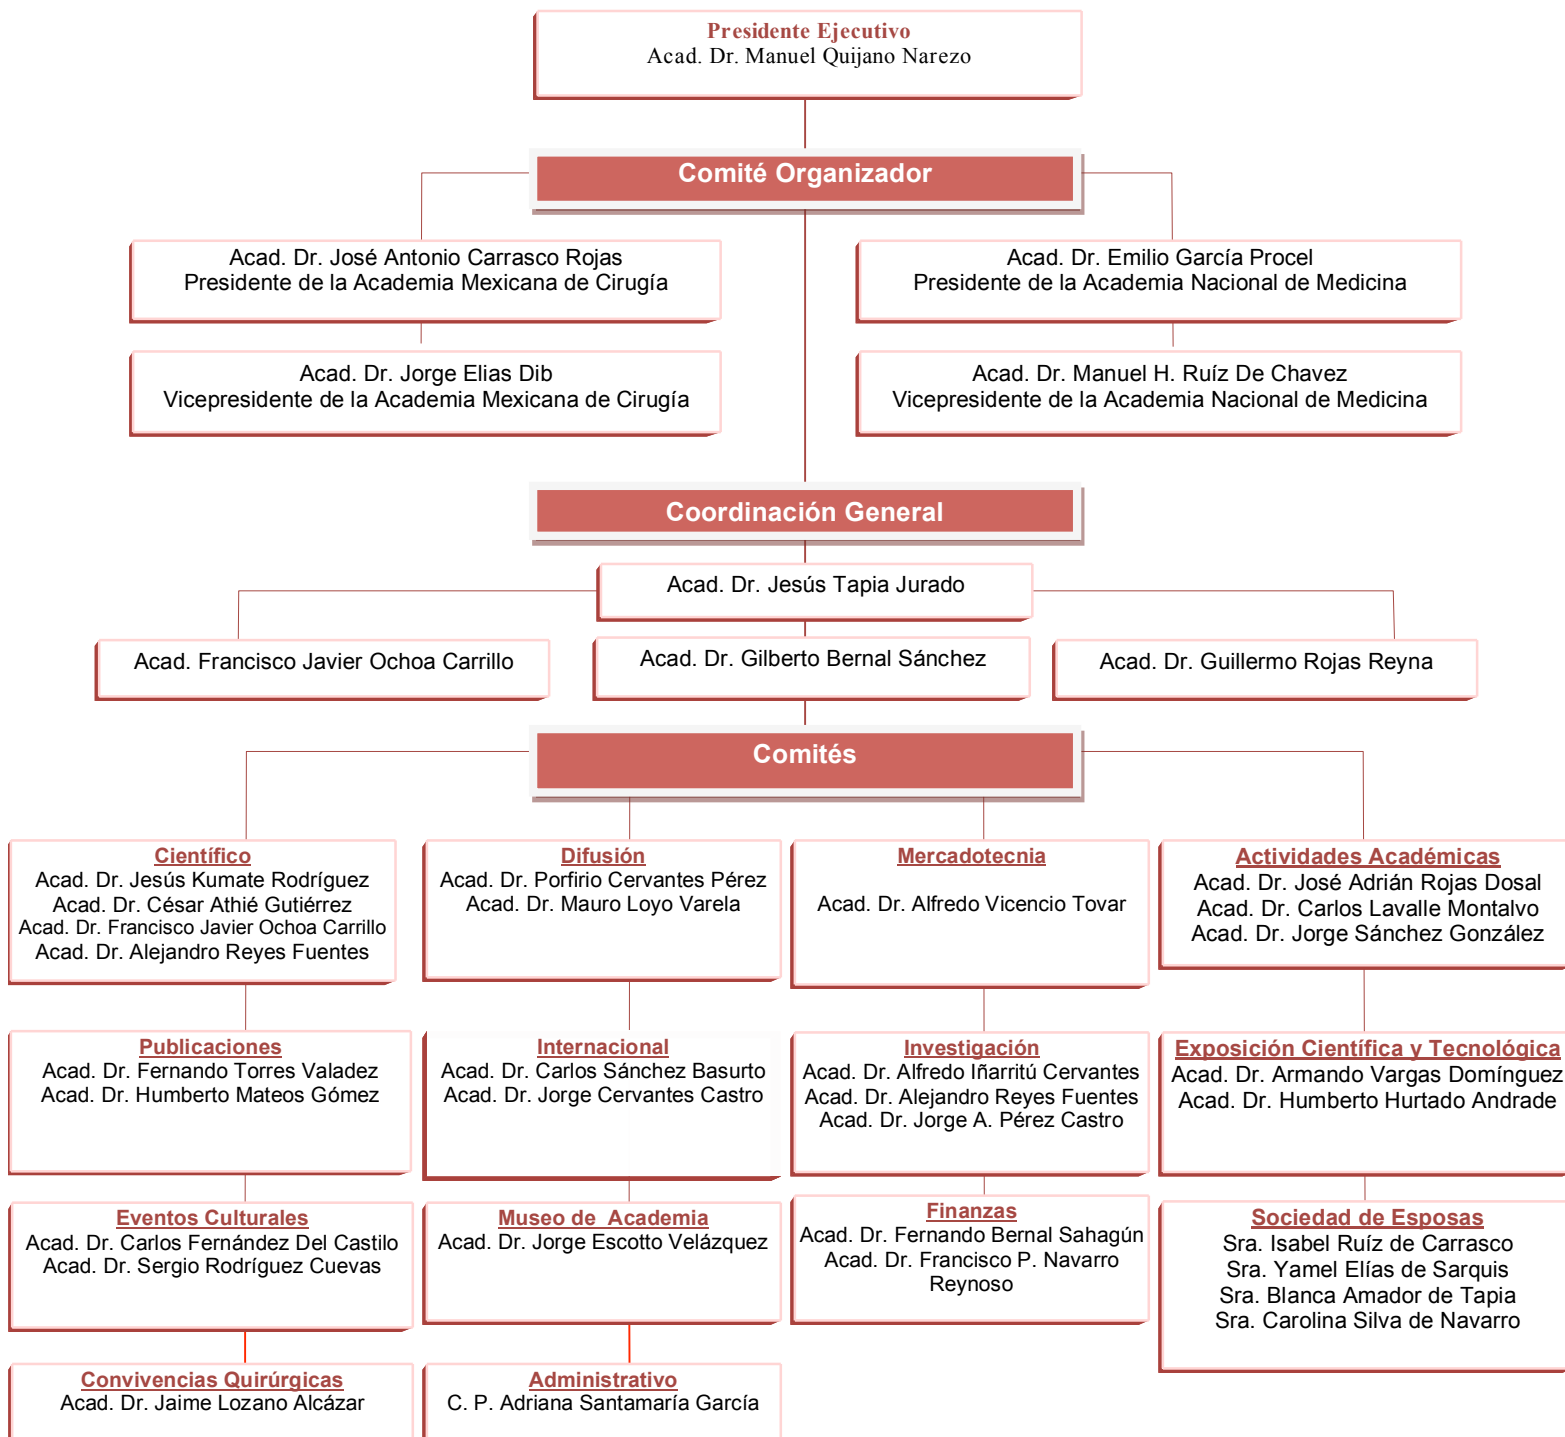 Presidente Ejecutivo
Acad. Dr. Manuel Quijano Narezo
Comité Organizador
Acad. Dr. José Antonio Carrasco Rojas
Presidente de la Academia Mexicana de Cirugía
Acad. Dr. Emilio García Procel
Presidente de la Academia Nacional de Medicina
Acad. Dr. Jorge Elias Dib
Vicepresidente de la Academia Mexicana de Cirugía
Acad. Dr. Manuel H. Ruíz De Chavez
Vicepresidente de la Academia Nacional de Medicina
Coordinación General
Acad. Dr. Jesús Tapia Jurado
Acad. Francisco Javier Ochoa Carrillo
Acad. Dr. Gilberto Bernal Sánchez
Acad. Dr. Guillermo Rojas Reyna
Comités
Científico
Acad. Dr. Jesús Kumate Rodríguez
Acad. Dr. César Athié Gutiérrez
Acad. Dr. Francisco Javier Ochoa Carrillo
Acad. Dr. Alejandro Reyes Fuentes
Difusión
Acad. Dr. Porfirio Cervantes Pérez
Acad. Dr. Mauro Loyo Varela
Mercadotecnia
Acad. Dr. Alfredo Vicencio Tovar
Actividades Académicas
Acad. Dr. José Adrián Rojas Dosal
Acad. Dr. Carlos Lavalle Montalvo
Acad. Dr. Jorge Sánchez González
Publicaciones
Acad. Dr. Fernando Torres Valadez
Acad. Dr. Humberto Mateos Gómez
Internacional
Acad. Dr. Carlos Sánchez Basurto
Acad. Dr. Jorge Cervantes Castro
Investigación
Acad. Dr. Alfredo Iñarritú Cervantes
Acad. Dr. Alejandro Reyes Fuentes
Acad. Dr. Jorge A. Pérez Castro
Exposición Científica y Tecnológica
Acad. Dr. Armando Vargas Domínguez
Acad. Dr. Humberto Hurtado Andrade
Eventos Culturales
Acad. Dr. Carlos Fernández Del Castilo
Acad. Dr. Sergio Rodríguez Cuevas
Museo de  Academia
Acad. Dr. Jorge Escotto Velázquez
Finanzas
Acad. Dr. Fernando Bernal Sahagún
Acad. Dr. Francisco P. Navarro
Reynoso
Sociedad de Esposas
Sra. Isabel Ruíz de Carrasco
Sra. Yamel Elías de Sarquis
Sra. Blanca Amador de Tapia
Sra. Carolina Silva de Navarro
Convivencias Quirúrgicas
Acad. Dr. Jaime Lozano Alcázar
Administrativo
C. P. Adriana Santamaría García